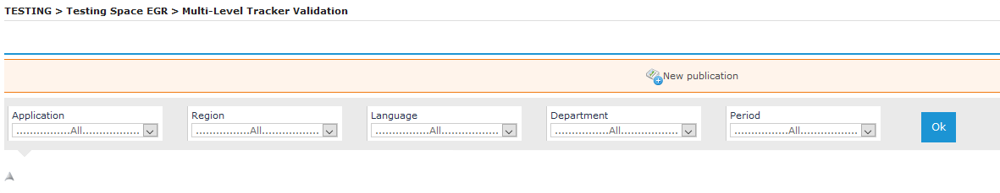 TESTING > Testing Space EGR > Multi-Level Tracker Validation
New publication
Application Region Language Department Period
................All................. ................All................. ................All................. ................All................. ................All................. Ok